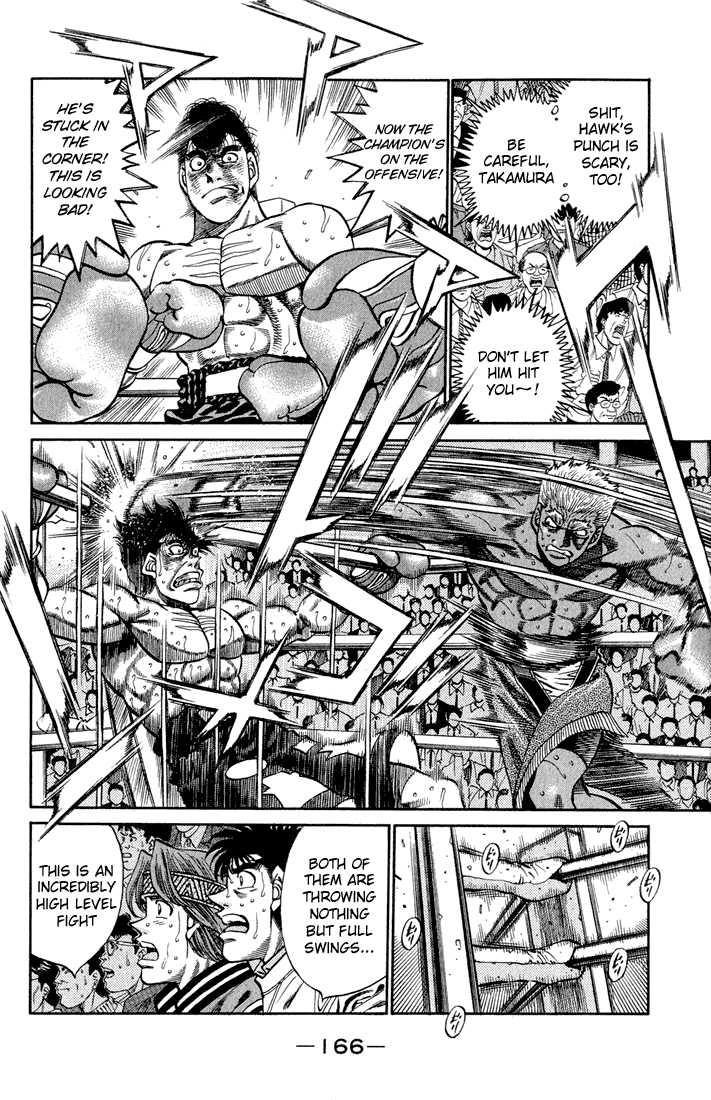 SHIT,
HAWK'S
PUNCH IS
SCARY,
TOO!
BE
CAREFUL,
TAKAMURA
DON'T LET
HIM HIT
YOU~!
NOW THE
CHAMPION'S
ON THE
OFFENSIVE!
HE'S
STUCK IN
THE
CORNER!
THIS IS
LOOKING
BAD!
BOTH OF
THEM ARE
THROWING
NOTHING
BUT FULL
SWINGS...
THIS IS AN
INCREDIBLY
HIGH LEVEL
FIGHT
—166—